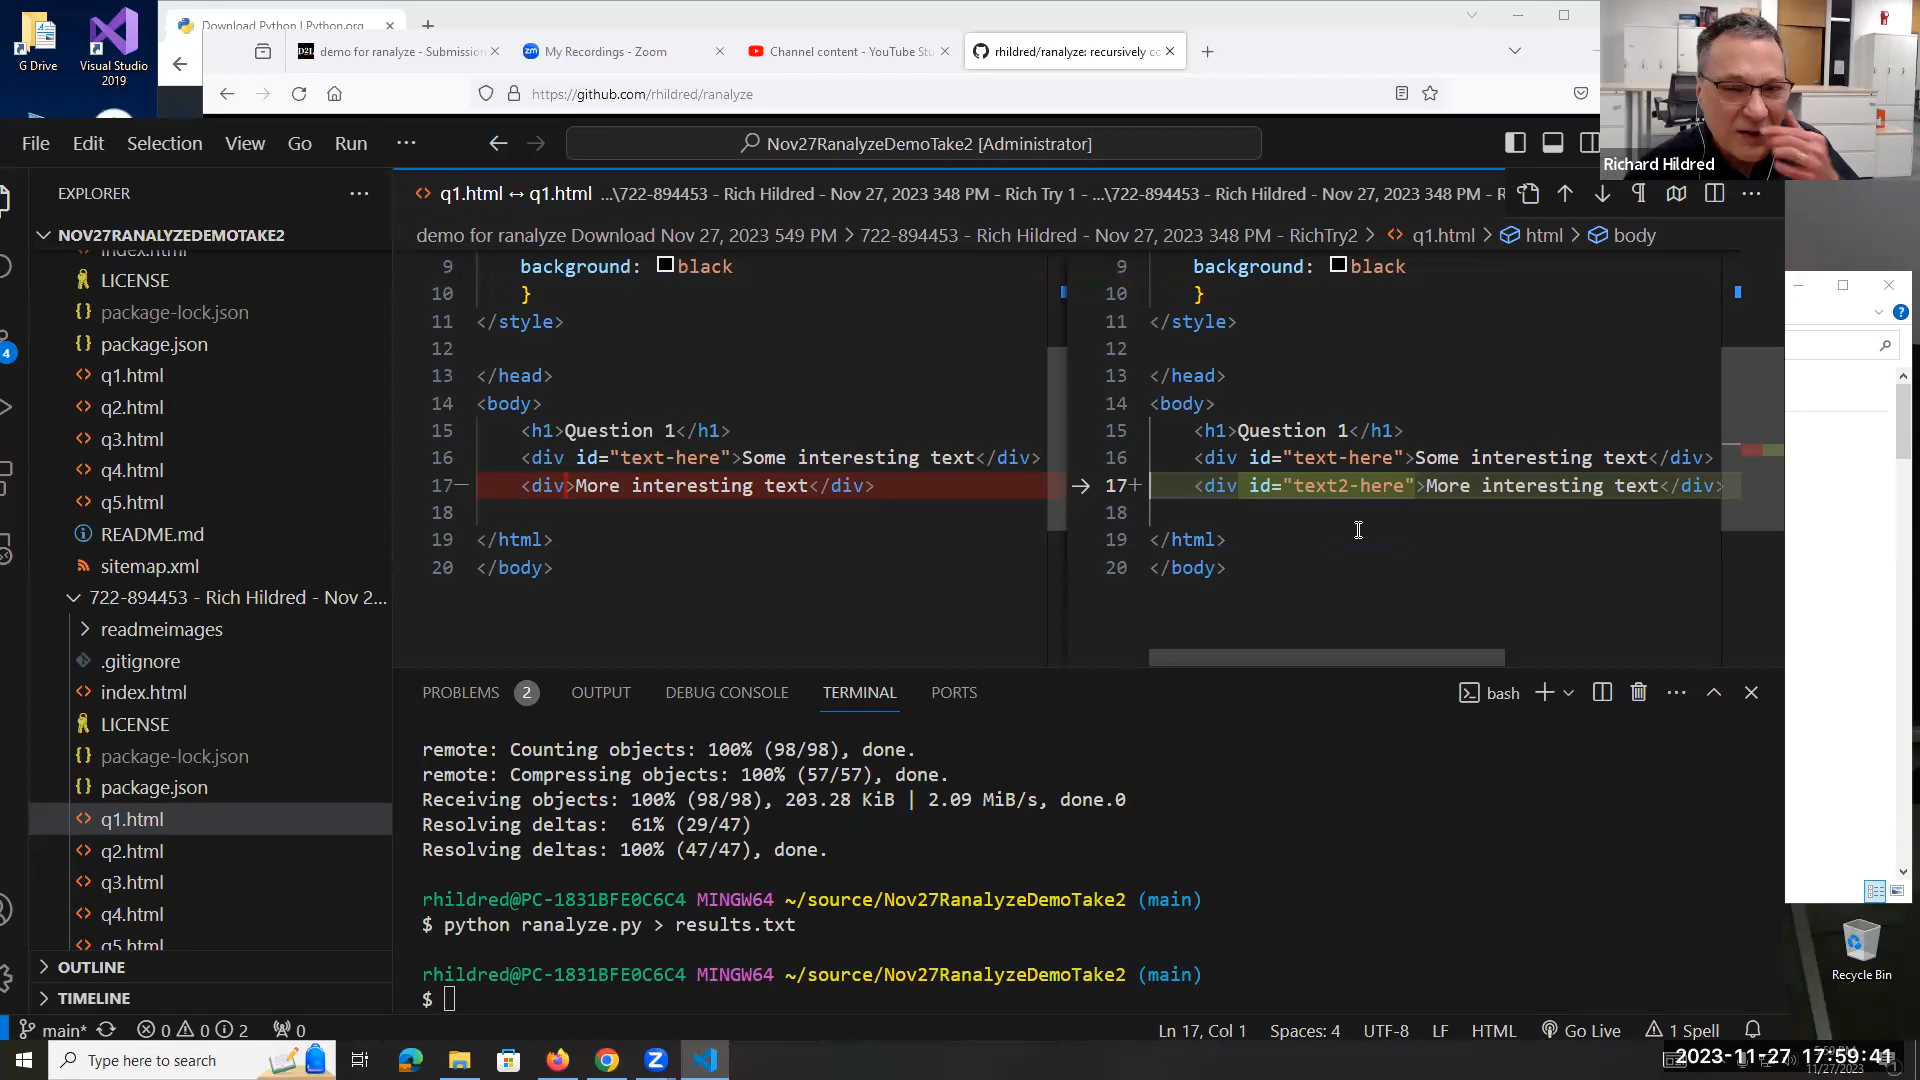 G Drive
Visual Studio 2019
Download Python | Python.org
demo for ranalyze - Submission
My Recordings - Zoom
Channel content - YouTube Stu
rhildred/ranalyze: recursively co
https://github.com/rhildred/ranalyze
Richard Hildred
File Edit Selection View Go Run ···
Nov27RanalyzeDemoTake2 [Administrator]
EXPLORER
q1.html ↔ q1.html ...\722-894453 - Rich Hildred - Nov 27, 2023 348 PM - Rich Try 1 - ...\722-894453 - Rich Hildred - Nov 27, 2023 348 PM - R
NOV27RANALYZEDEMOTAKE2
demo for ranalyze Download Nov 27, 2023 549 PM > 722-894453 - Rich Hildred - Nov 27, 2023 348 PM - RichTry2 > q1.html > html > body
index.html
LICENSE
package-lock.json
package.json
q1.html
q2.html
q3.html
q4.html
q5.html
README.md
sitemap.xml
722-894453 - Rich Hildred - Nov 2...
readmeimages
.gitignore
index.html
LICENSE
package-lock.json
package.json
q1.html
q2.html
q3.html
q4.html
q5.html
OUTLINE
TIMELINE
4
9 background: black
10 }
11 </style>
12
13 </head>
14 <body>
15 <h1>Question 1</h1>
16 <div id="text-here">Some interesting text</div>
17— <div>More interesting text</div>
18
19 </html>
20 </body>
9 background: black
10 }
11 </style>
12
13 </head>
14 <body>
15 <h1>Question 1</h1>
16 <div id="text-here">Some interesting text</div>
17+ <div id="text2-here">More interesting text</div>
18
19 </html>
20 </body>
PROBLEMS 2 OUTPUT DEBUG CONSOLE TERMINAL PORTS
bash
remote: Counting objects: 100% (98/98), done.
remote: Compressing objects: 100% (57/57), done.
Receiving objects: 100% (98/98), 203.28 KiB | 2.09 MiB/s, done.0
Resolving deltas: 61% (29/47)
Resolving deltas: 100% (47/47), done.
rhildred@PC-1831BFE0C6C4 MINGW64 ~/source/Nov27RanalyzeDemoTake2 (main)
$ python ranalyze.py > results.txt
rhildred@PC-1831BFE0C6C4 MINGW64 ~/source/Nov27RanalyzeDemoTake2 (main)
$
Recycle Bin
main* 0 0 2 0
Ln 17, Col 1 Spaces: 4 UTF-8 LF HTML Go Live 1 Spell
Type here to search
2023-11-27 17:59:41
11/27/2023